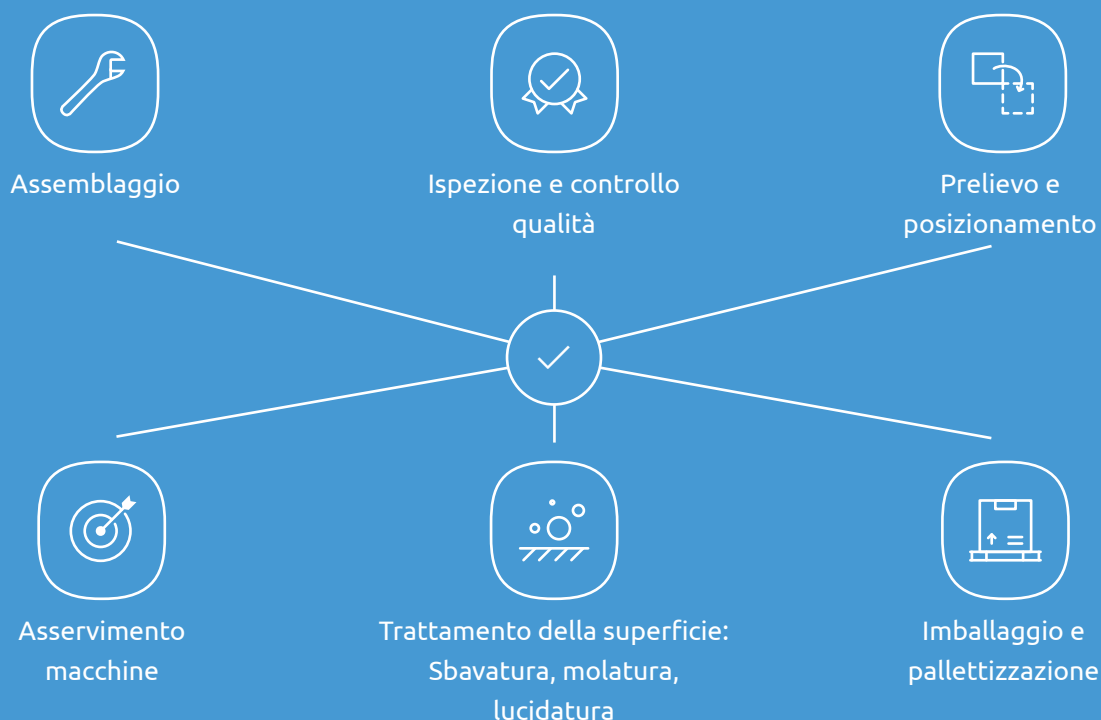 Assemblaggio
Ispezione e controllo
qualità
Prelievo e
posizionamento
Asservimento
macchine
Trattamento della superficie:
Sbavatura, molatura,
lucidatura
Imballaggio e
pallettizzazione